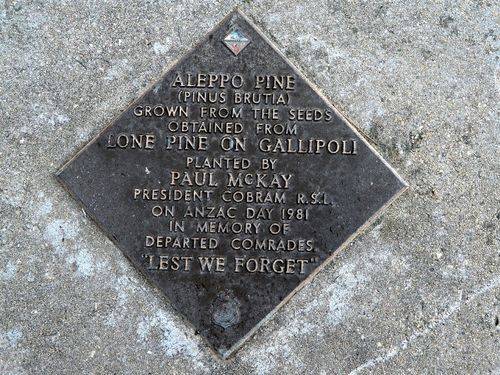 ALEPPO PINE
(PINUS BRUTIA)
GROWN FROM THE SEEDS
OBTAINED FROM
LONE PINE ON GALLIPOLI
PLANTED BY
PAUL McKAY
PRESIDENT COBRAM R.S.L.
ON ANZAC DAY 1981
IN MEMORY OF
DEPARTED COMRADES
"LEST WE FORGET"